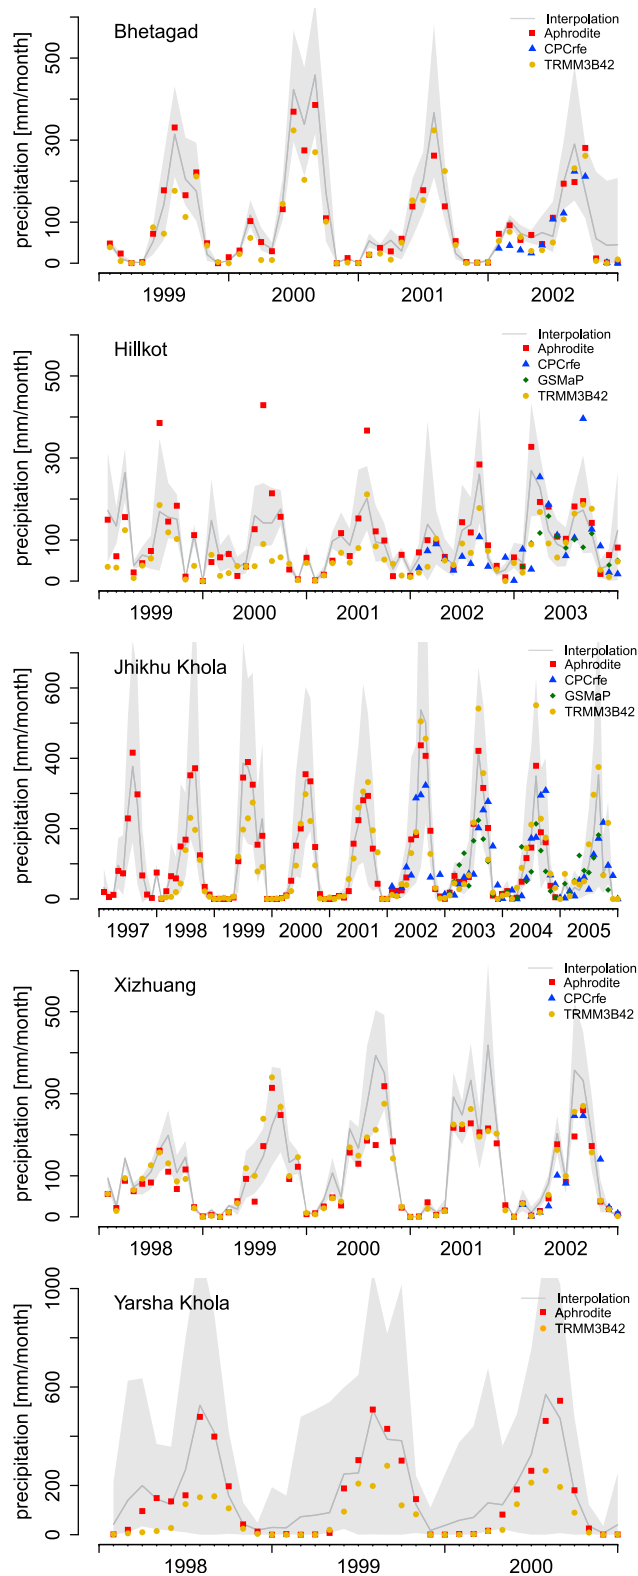 Bhetagad
Interpolation
Aphrodite
CPCrfe
TRMM3B42
precipitation [mm/month]
0
100
300
500
1999
2000
2001
2002
Hillkot
Interpolation
Aphrodite
CPCrfe
GSMaP
TRMM3B42
precipitation [mm/month]
0
100
300
500
1999
2000
2001
2002
2003
Jhikhu Khola
Interpolation
Aphrodite
CPCrfe
GSMaP
TRMM3B42
precipitation [mm/month]
0
200
400
600
1997
1998
1999
2000
2001
2002
2003
2004
2005
Xizhuang
Interpolation
Aphrodite
CPCrfe
TRMM3B42
precipitation [mm/month]
0
100
300
500
1998
1999
2000
2001
2002
Yarsha Khola
Interpolation
Aphrodite
TRMM3B42
precipitation [mm/month]
0
200
600
1000
1998
1999
2000